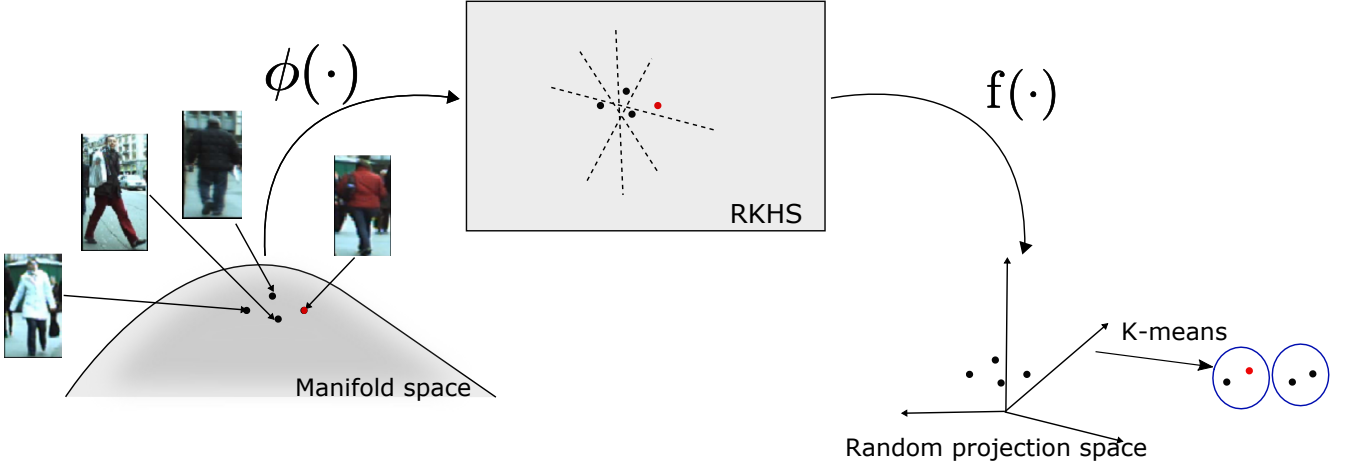 ϕ(·)
f(·)
RKHS
Manifold space
K-means
Random projection space